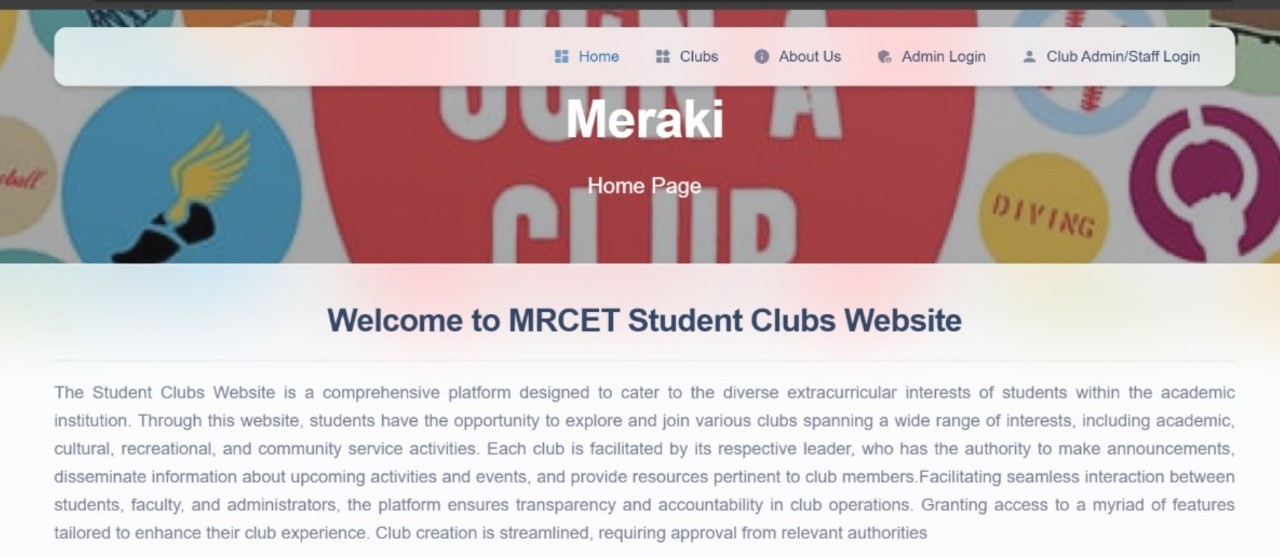 Home Clubs About Us Admin Login Club Admin/Staff Login
JOIN A
Meraki
Home Page
CLUB
DIVING
Welcome to MRCET Student Clubs Website
The Student Clubs Website is a comprehensive platform designed to cater to the diverse extracurricular interests of students within the academic
institution. Through this website, students have the opportunity to explore and join various clubs spanning a wide range of interests, including academic,
cultural, recreational, and community service activities. Each club is facilitated by its respective leader, who has the authority to make announcements,
disseminate information about upcoming activities and events, and provide resources pertinent to club members.Facilitating seamless interaction between
students, faculty, and administrators, the platform ensures transparency and accountability in club operations. Granting access to a myriad of features
tailored to enhance their club experience. Club creation is streamlined, requiring approval from relevant authorities